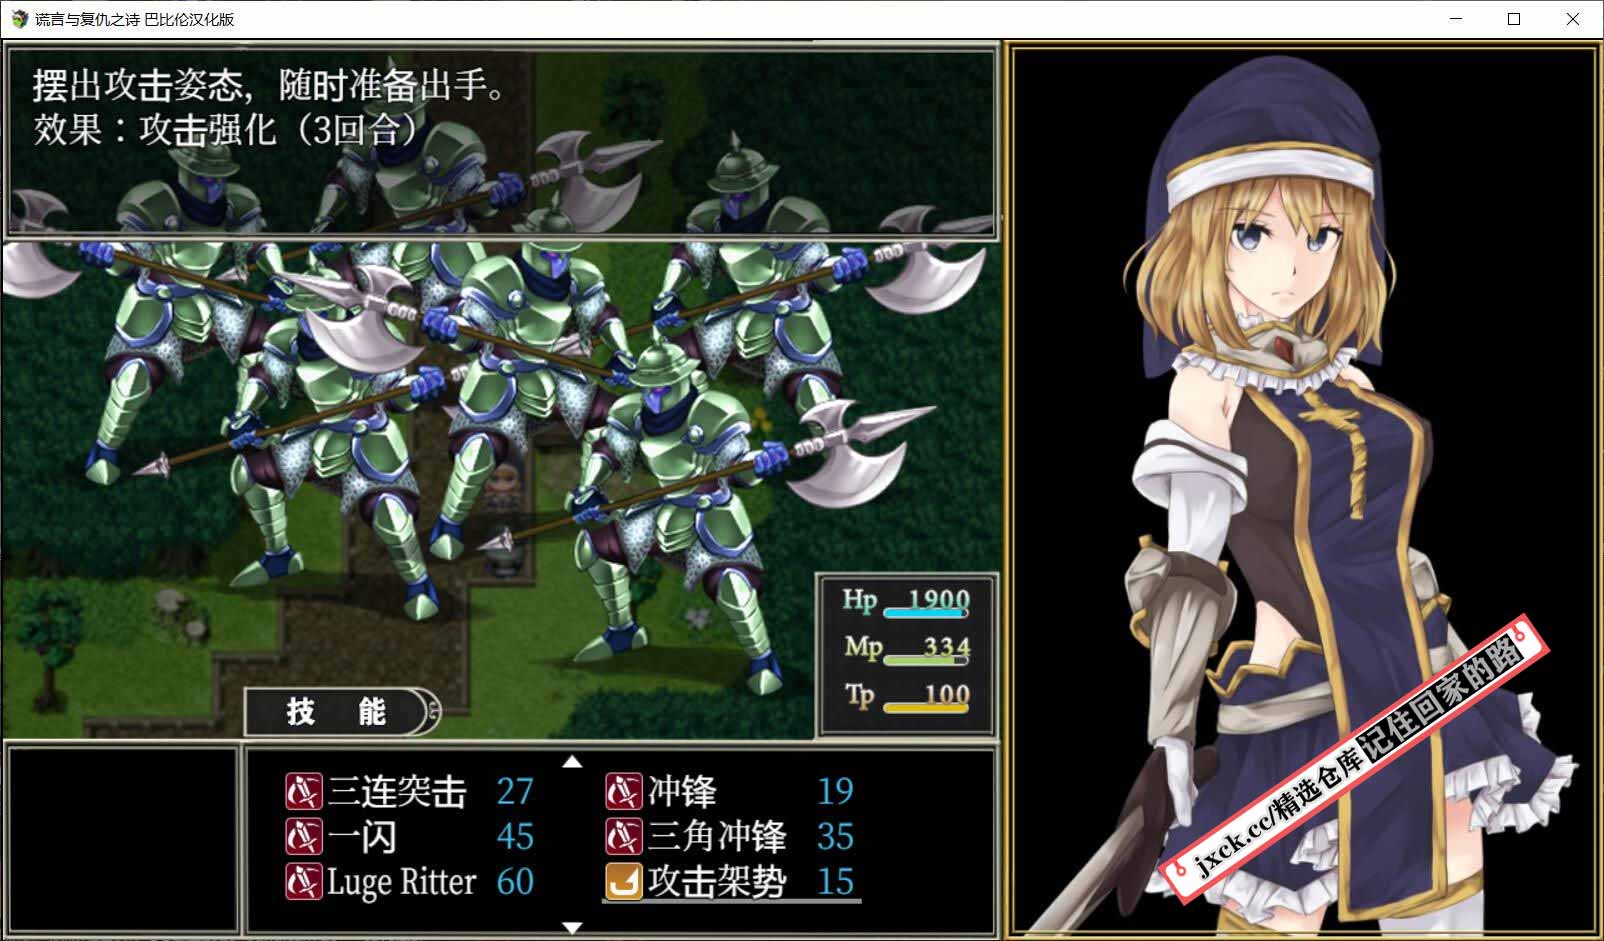 谎言与复仇之诗 巴比伦汉化版
摆出攻击姿态，随时准备出手。
效果：攻击强化（3回合）
Hp 1900
Mp 334
Tp 100
技 能
三连突击 27
冲锋 19
一闪 45
三角冲锋 35
Luge Ritter 60
攻击架势 15
jxck.cc/精选仓库 记住回家的路